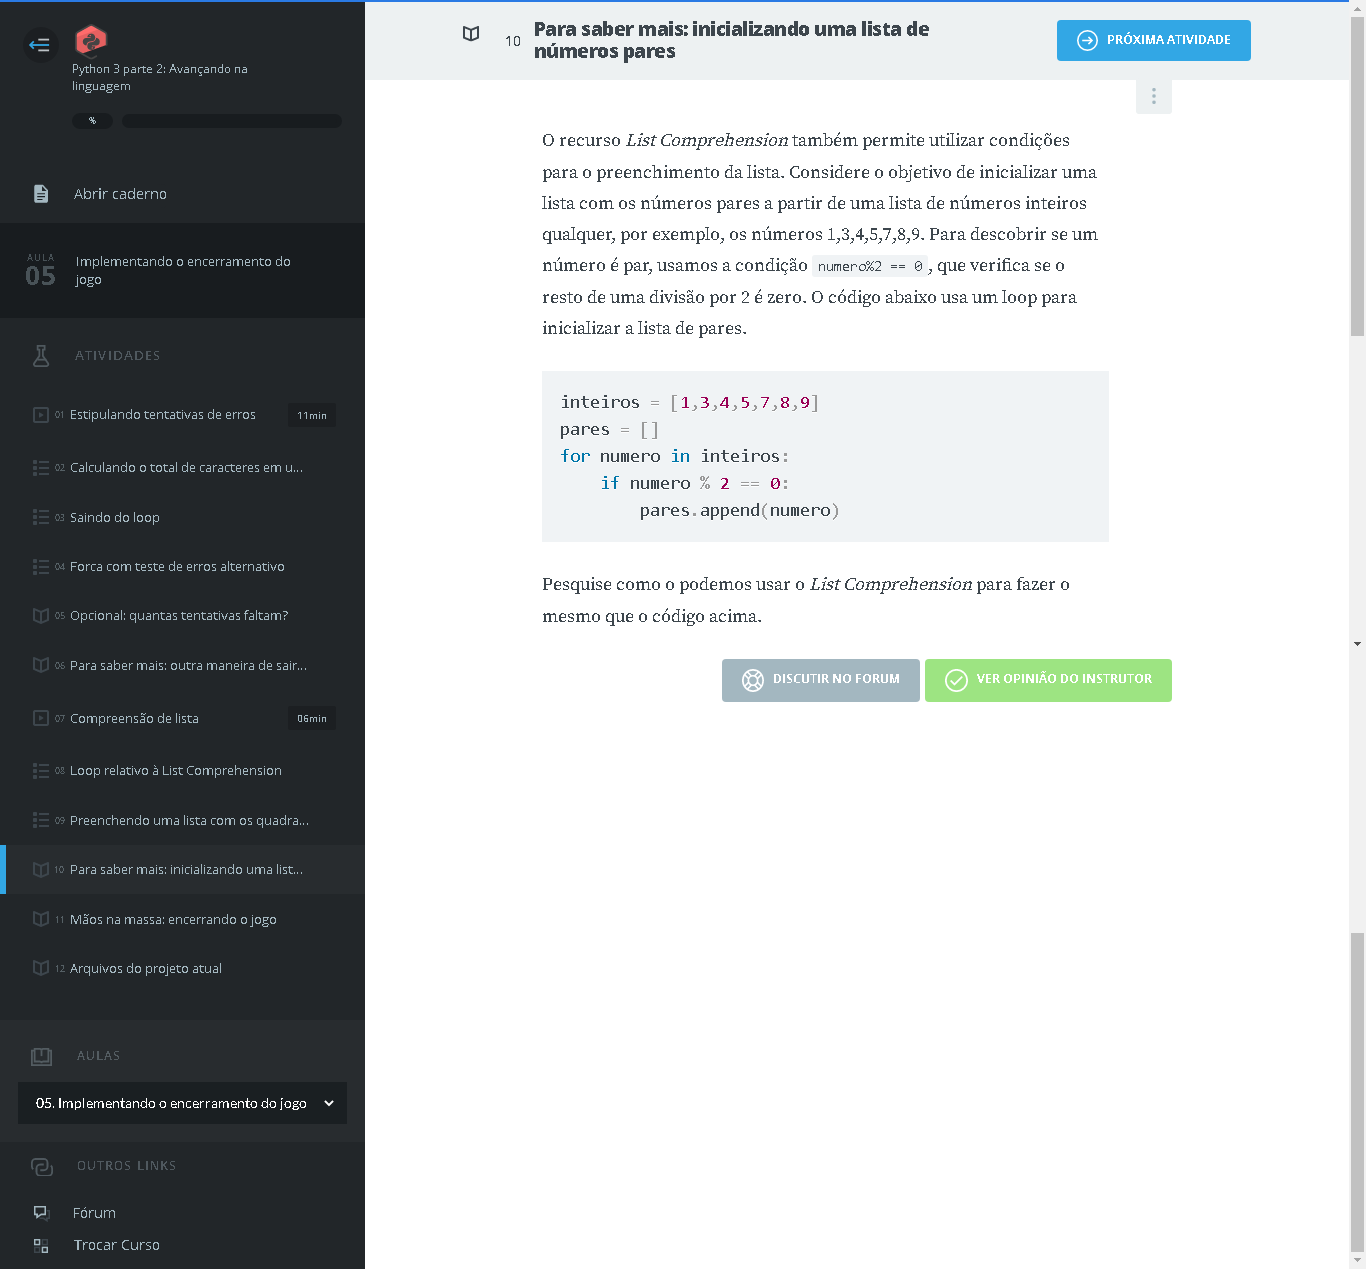 Python 3 parte 2: Avançando na
linguagem
%
Abrir caderno
AULA
05
Implementando o encerramento do
jogo
ATIVIDADES
01 Estipulando tentativas de erros 11min
02 Calculando o total de caracteres em u...
03 Saindo do loop
04 Forca com teste de erros alternativo
05 Opcional: quantas tentativas faltam?
06 Para saber mais: outra maneira de sair...
07 Compreensão de lista 06min
08 Loop relativo à List Comprehension
09 Preenchendo uma lista com os quadra...
10 Para saber mais: inicializando uma list...
11 Mãos na massa: encerrando o jogo
12 Arquivos do projeto atual
AULAS
05. Implementando o encerramento do jogo
OUTROS LINKS
Fórum
Trocar Curso
10 Para saber mais: inicializando uma lista de
números pares
PRÓXIMA ATIVIDADE
O recurso List Comprehension também permite utilizar condições
para o preenchimento da lista. Considere o objetivo de inicializar uma
lista com os números pares a partir de uma lista de números inteiros
qualquer, por exemplo, os números 1,3,4,5,7,8,9. Para descobrir se um
número é par, usamos a condição numero%2 == 0, que verifica se o
resto de uma divisão por 2 é zero. O código abaixo usa um loop para
inicializar a lista de pares.
inteiros = [1,3,4,5,7,8,9]
pares = []
for numero in inteiros:
    if numero % 2 == 0:
        pares.append(numero)
Pesquise como o podemos usar o List Comprehension para fazer o
mesmo que o código acima.
DISCUTIR NO FORUM
VER OPINIÃO DO INSTRUTOR